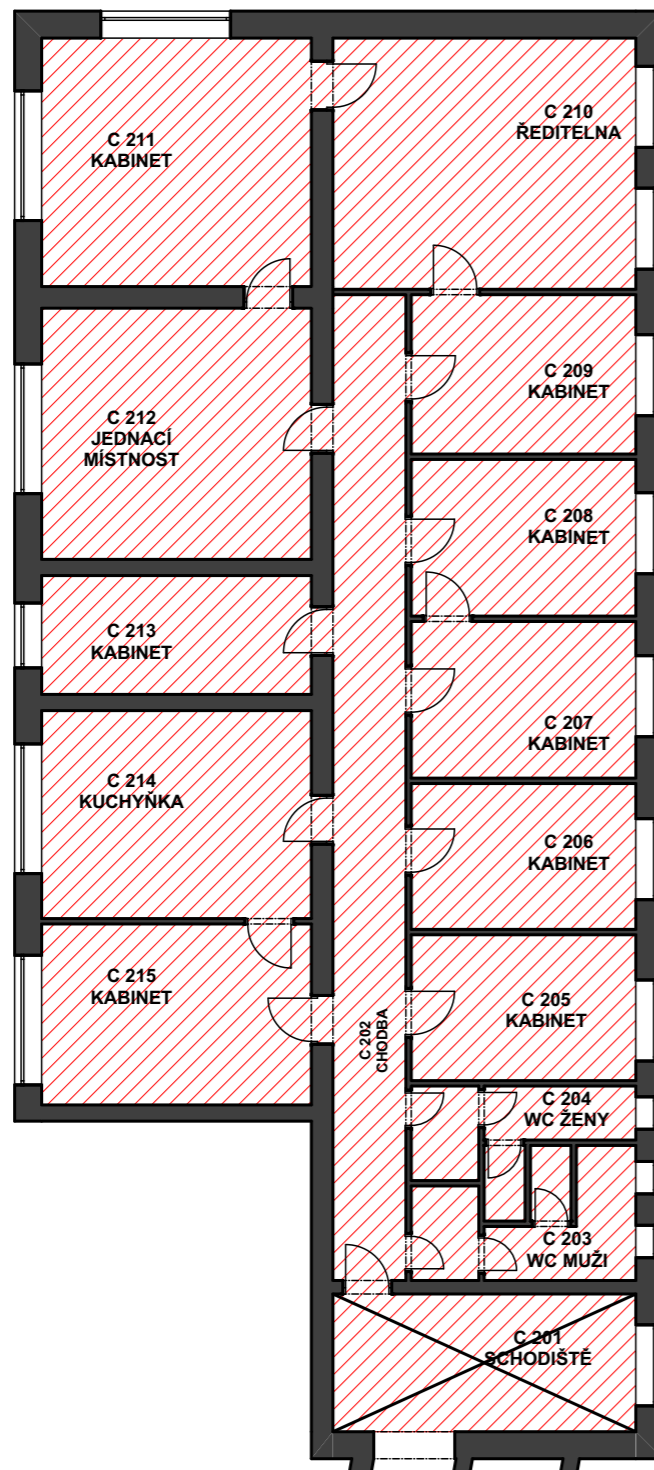 C 211
KABINET
C 210
ŘEDITELNA
C 212
JEDNACÍ
MÍSTNOST
C 209
KABINET
C 208
KABINET
C 213
KABINET
C 207
KABINET
C 214
KUCHYŇKA
C 206
KABINET
C 215
KABINET
C 205
KABINET
C 202
CHODBA
C 204
WC ŽENY
C 203
WC MUŽI
C 201
SCHODIŠTĚ